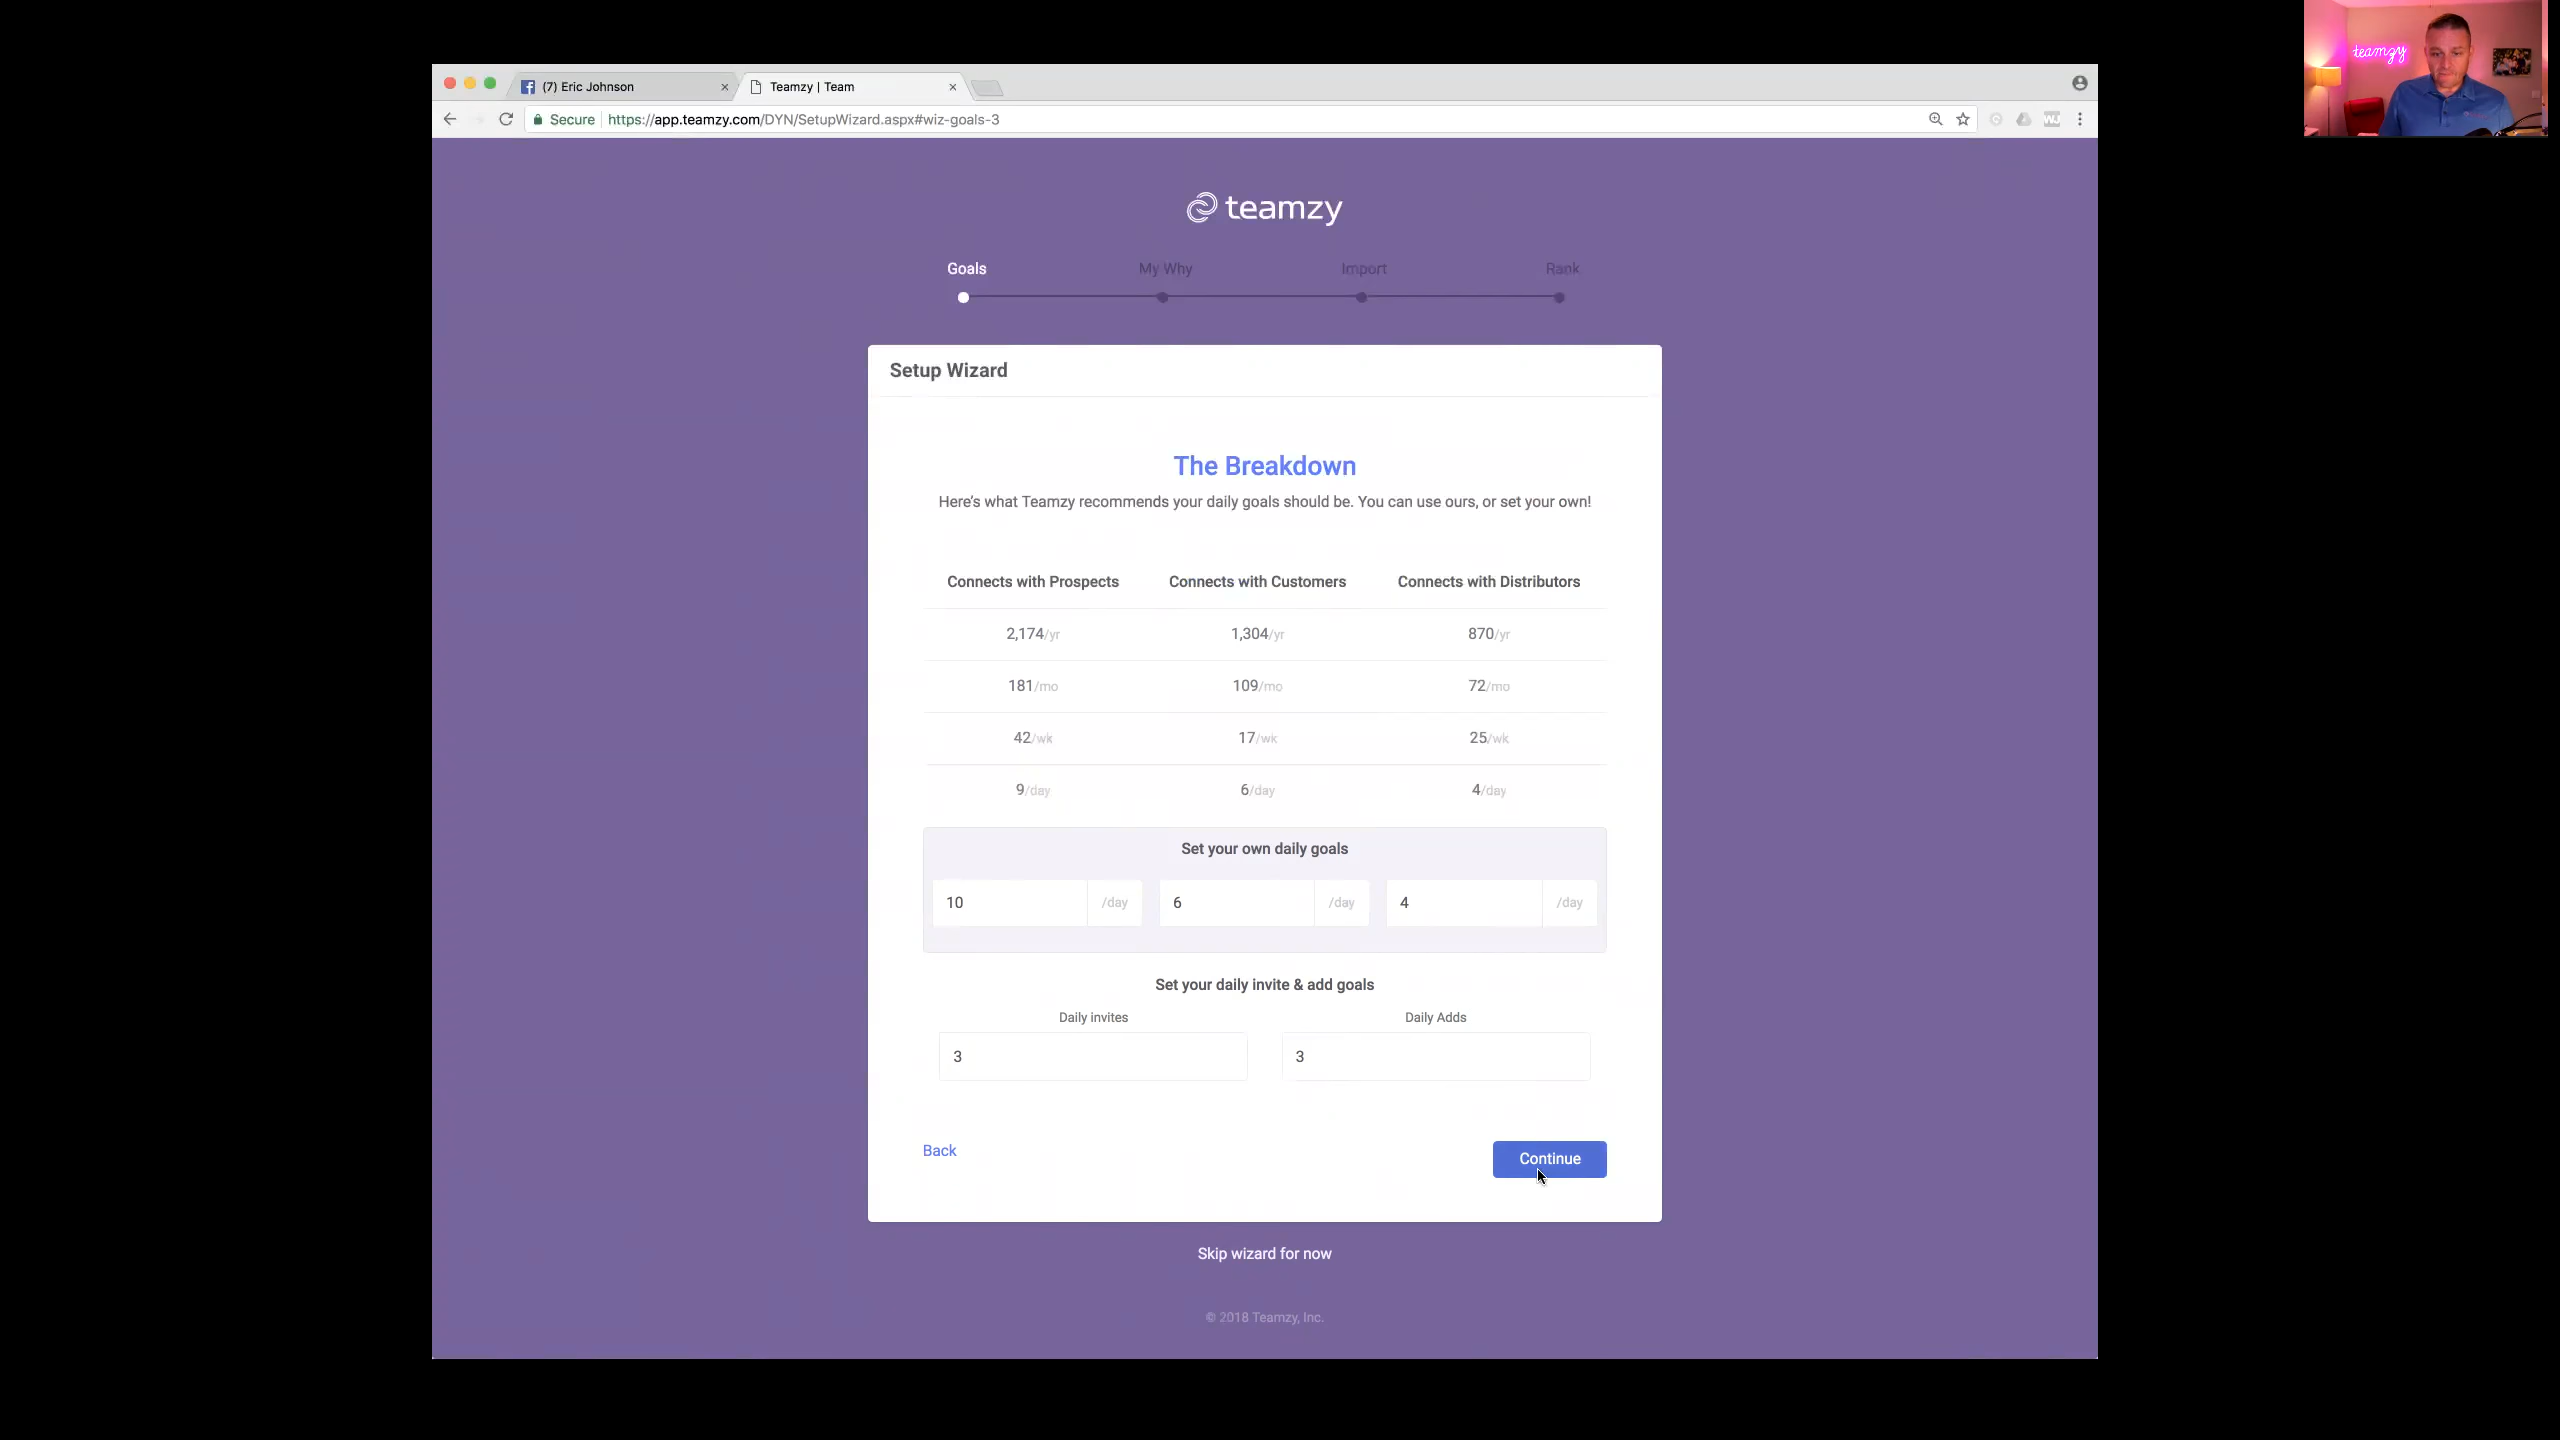 teamzy
(7) Eric Johnson
Teamzy | Team
Secure
https://app.teamzy.com/DYN/SetupWizard.aspx#wiz-goals-3
teamzy
Goals
My Why
Import
Rank
Setup Wizard
The Breakdown
Here's what Teamzy recommends your daily goals should be. You can use ours, or set your own!
Connects with Prospects
Connects with Customers
Connects with Distributors
2,174/yr
1,304/yr
870/yr
181/mo
109/mo
72/mo
42/wk
17/wk
25/wk
9/day
6/day
4/day
Set your own daily goals
10 /day
6 /day
4 /day
Set your daily invite & add goals
Daily invites
Daily Adds
3
3
Back
Continue
Skip wizard for now
© 2018 Teamzy, Inc.